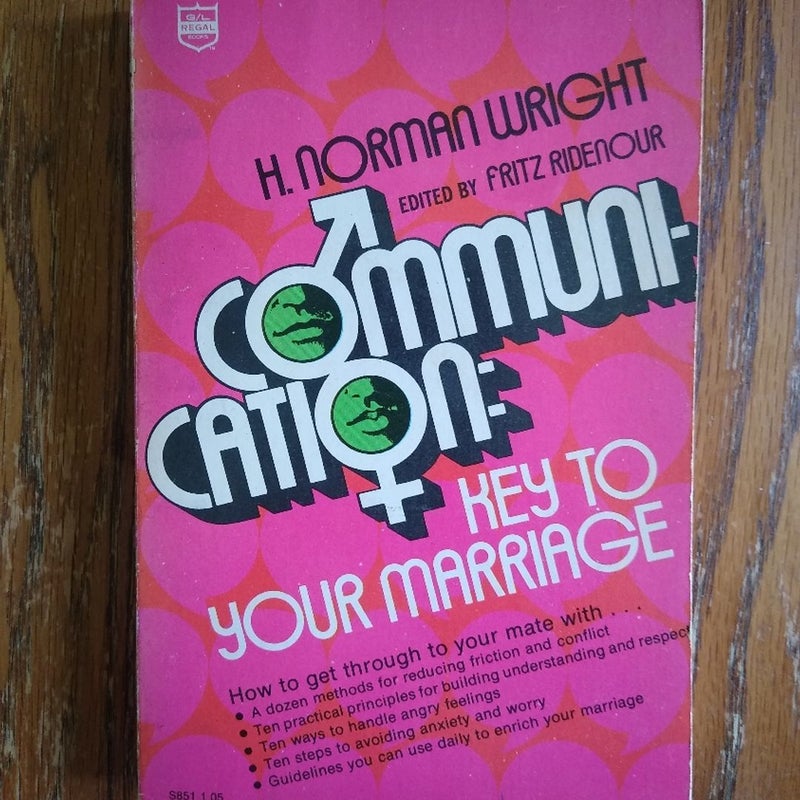 G/L
REGAL
BOOKS
H. NORMAN WRIGHT
EDITED BY FRITZ RIDENOUR
COMMUNI-
CATION:
KEY TO
YOUR MARRIAGE
How to get through to your mate with . . .
• A dozen methods for reducing friction and conflict
• Ten practical principles for building understanding and respect
• Ten ways to handle angry feelings
• Ten steps to avoiding anxiety and worry
• Guidelines you can use daily to enrich your marriage
S851 1 05